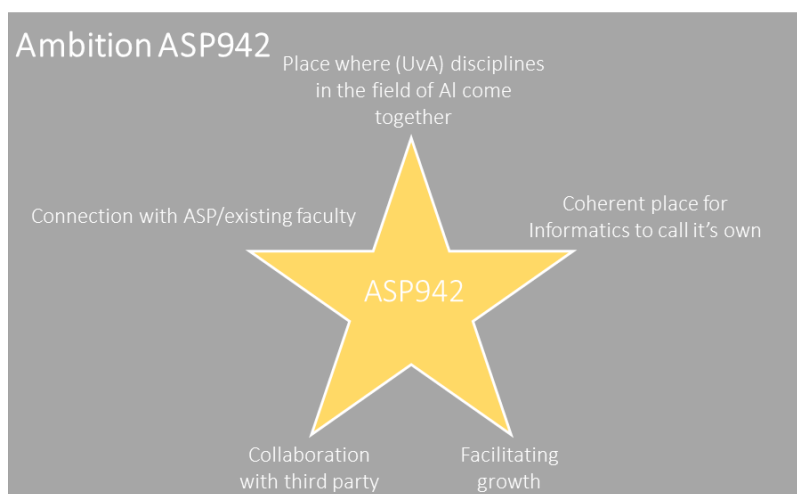 Ambition ASP942
Place where (UvA) disciplines
in the field of AI come
together
Connection with ASP/existing faculty
Coherent place for
Informatics to call it's own
ASP942
Collaboration
with third party
Facilitating
growth